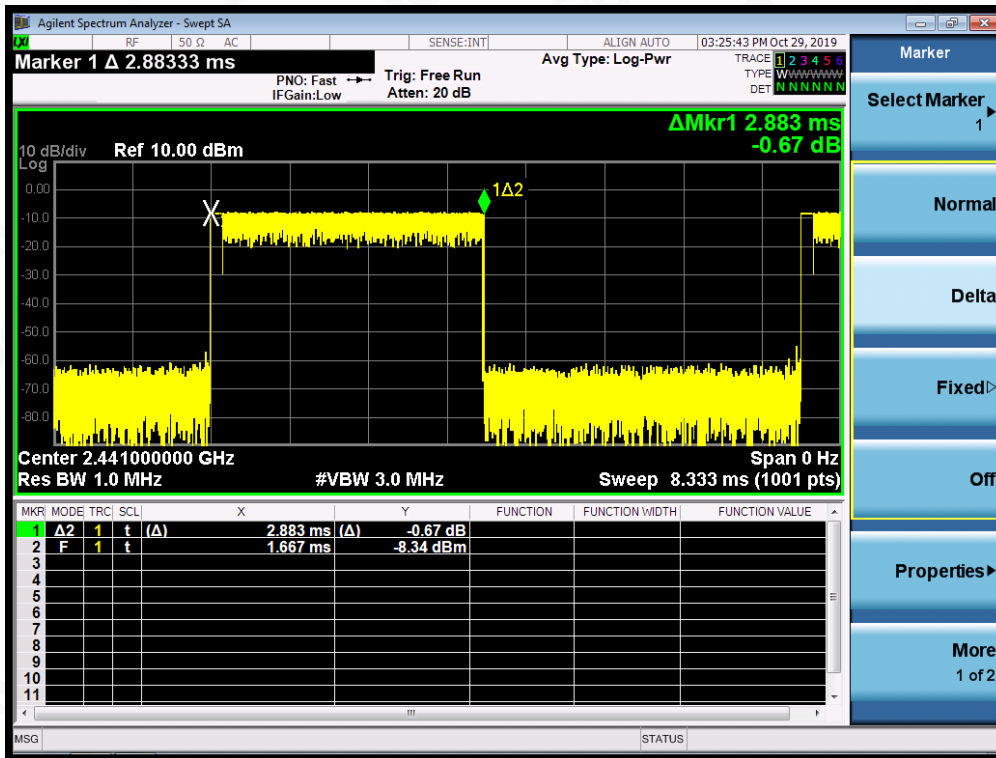 Agilent Spectrum Analyzer - Swept SA
LXI RF 50 Ω AC SENSE:INT ALIGN AUTO 03:25:43 PM Oct 29, 2019
Marker 1 Δ 2.88333 ms
PNO: Fast
IFGain:Low
Trig: Free Run
Atten: 20 dB
Avg Type: Log-Pwr
TRACE 1 2 3 4 5 6
TYPE WWWWWWW
DET N N N N N N
ΔMkr1 2.883 ms
-0.67 dB
10 dB/div Ref 10.00 dBm
Log
0.00
-10.0
-20.0
-30.0
-40.0
-50.0
-60.0
-70.0
-80.0
1Δ2
Center 2.441000000 GHz Span 0 Hz
Res BW 1.0 MHz #VBW 3.0 MHz Sweep 8.333 ms (1001 pts)
MKR MODE TRC SCL X Y FUNCTION FUNCTION WIDTH FUNCTION VALUE
1 Δ2 1 t (Δ) 2.883 ms (Δ) -0.67 dB
2 F 1 t 1.667 ms -8.34 dBm
3
4
5
6
7
8
9
10
11
MSG STATUS
Marker
Select Marker
1
Normal
Delta
Fixed
Off
Properties
More
1 of 2